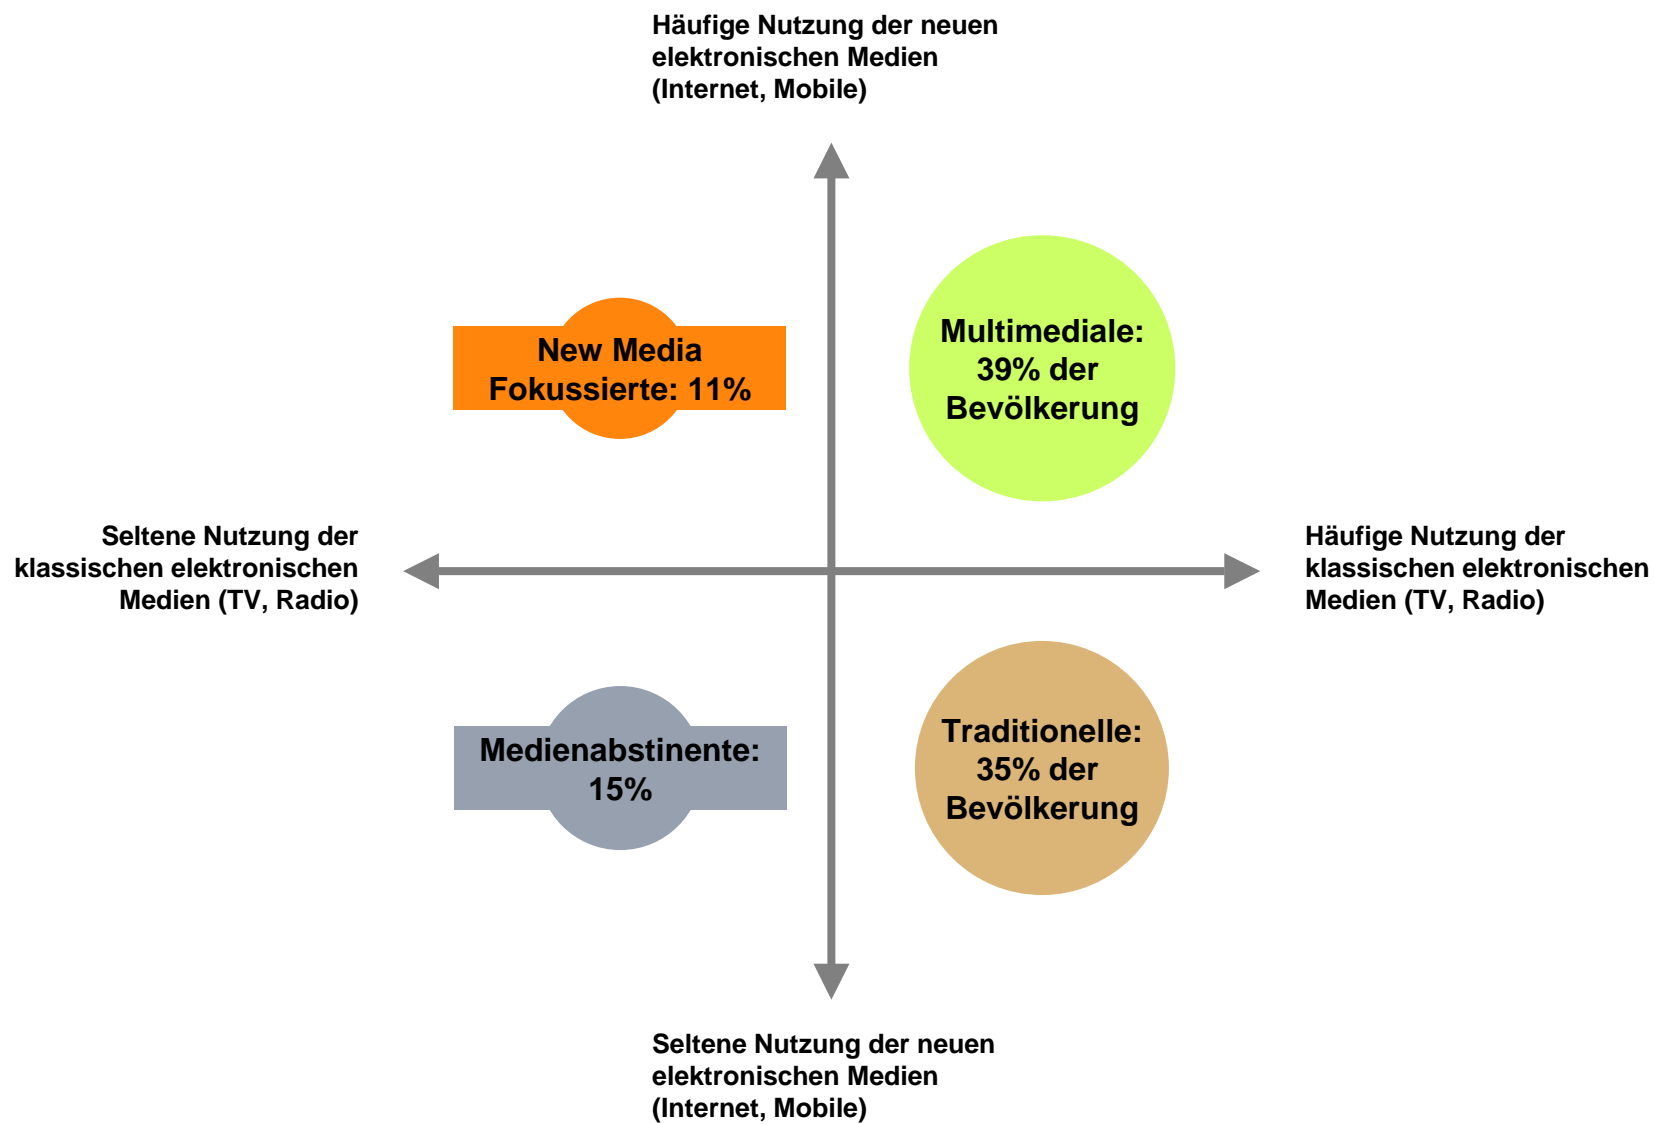 Häufige Nutzung der neuen
elektronischen Medien
(Internet, Mobile)
New Media
Fokussierte: 11%
Multimediale:
39% der
Bevölkerung
Seltene Nutzung der
klassischen elektronischen
Medien (TV, Radio)
Häufige Nutzung der
klassischen elektronischen
Medien (TV, Radio)
Medienabstinente:
15%
Traditionelle:
35% der
Bevölkerung
Seltene Nutzung der neuen
elektronischen Medien
(Internet, Mobile)